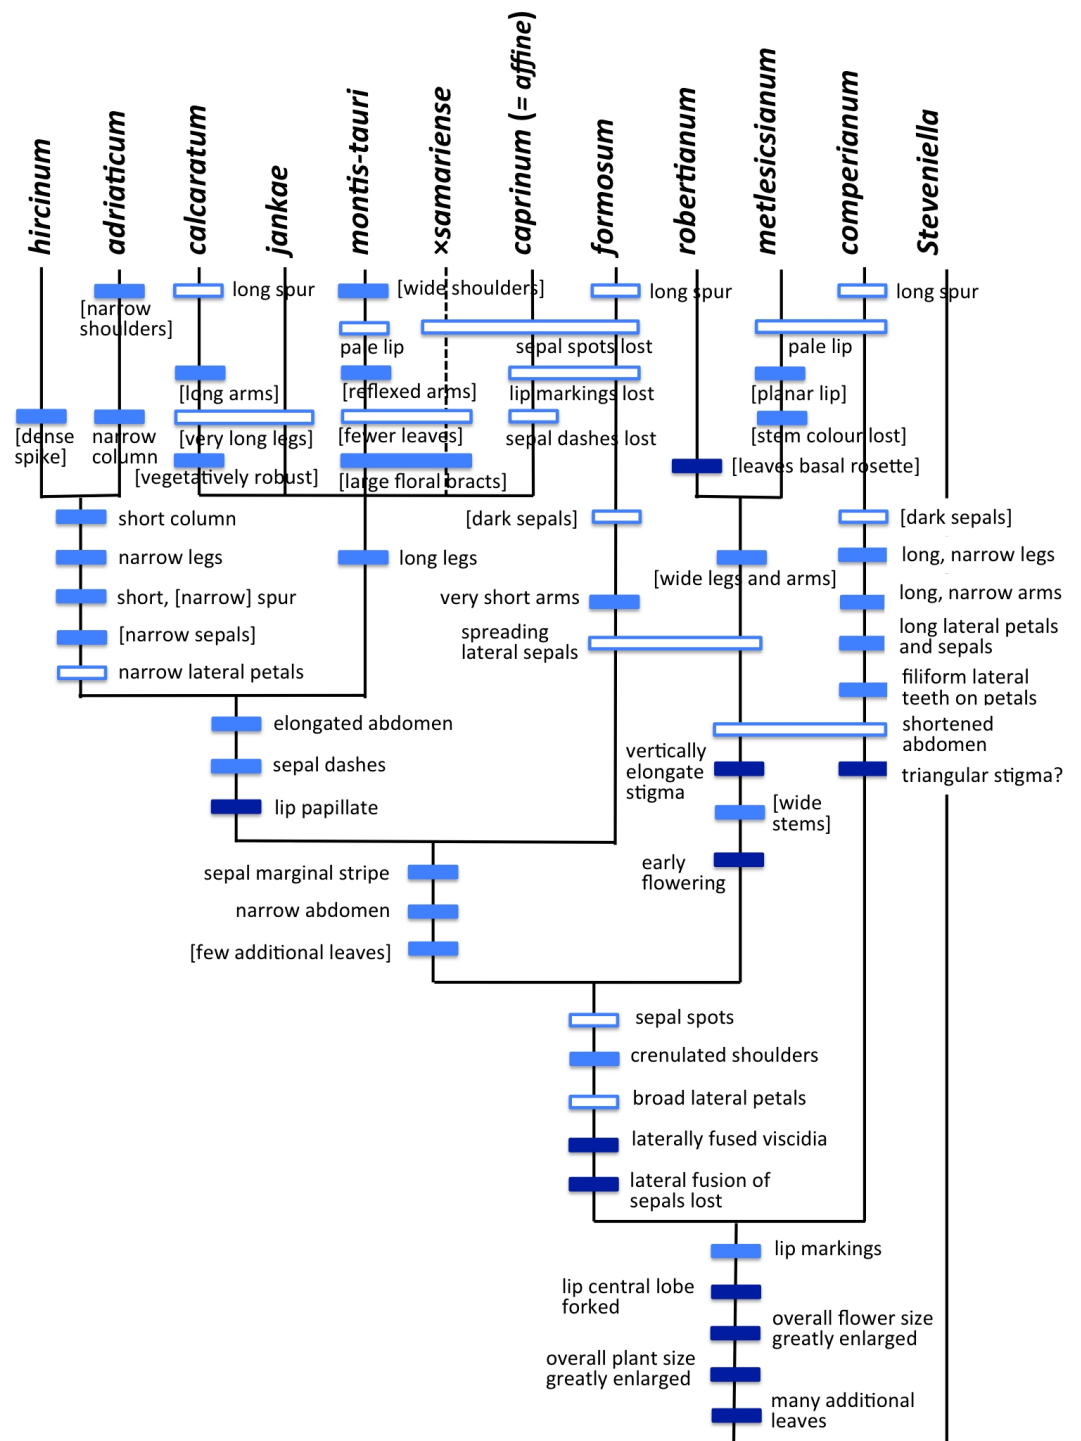 hircinum
adriaticum
calcaratum
jankae
montis-tauri
×samariense
caprinum (= affine)
formosum
robertianum
metlesicsianum
comperianum
Steveniella
[narrow
shoulders]
long spur
[wide shoulders]
long spur
long spur
pale lip
sepal spots lost
pale lip
[long arms]
[reflexed arms]
lip markings lost
[planar lip]
[dense
spike]
narrow
column
[very long legs]
[fewer leaves]
sepal dashes lost
[stem colour lost]
[vegetatively robust]
[large floral bracts]
[leaves basal rosette]
short column
[dark sepals]
[dark sepals]
narrow legs
long legs
[wide legs and arms]
long, narrow legs
short, [narrow] spur
very short arms
long, narrow arms
[narrow sepals]
spreading
lateral sepals
long lateral petals
and sepals
narrow lateral petals
filiform lateral
teeth on petals
elongated abdomen
shortened
abdomen
sepal dashes
vertically
elongate
stigma
triangular stigma?
lip papillate
[wide
stems]
sepal marginal stripe
early
flowering
narrow abdomen
[few additional leaves]
sepal spots
crenulated shoulders
broad lateral petals
laterally fused viscidia
lateral fusion of
sepals lost
lip markings
lip central lobe
forked
overall flower size
greatly enlarged
overall plant size
greatly enlarged
many additional
leaves